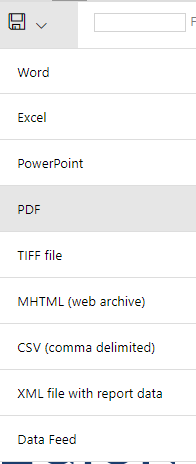 Word
Excel
PowerPoint
PDF
TIFF file
MHTML (web archive)
CSV (comma delimited)
XML file with report data
Data Feed